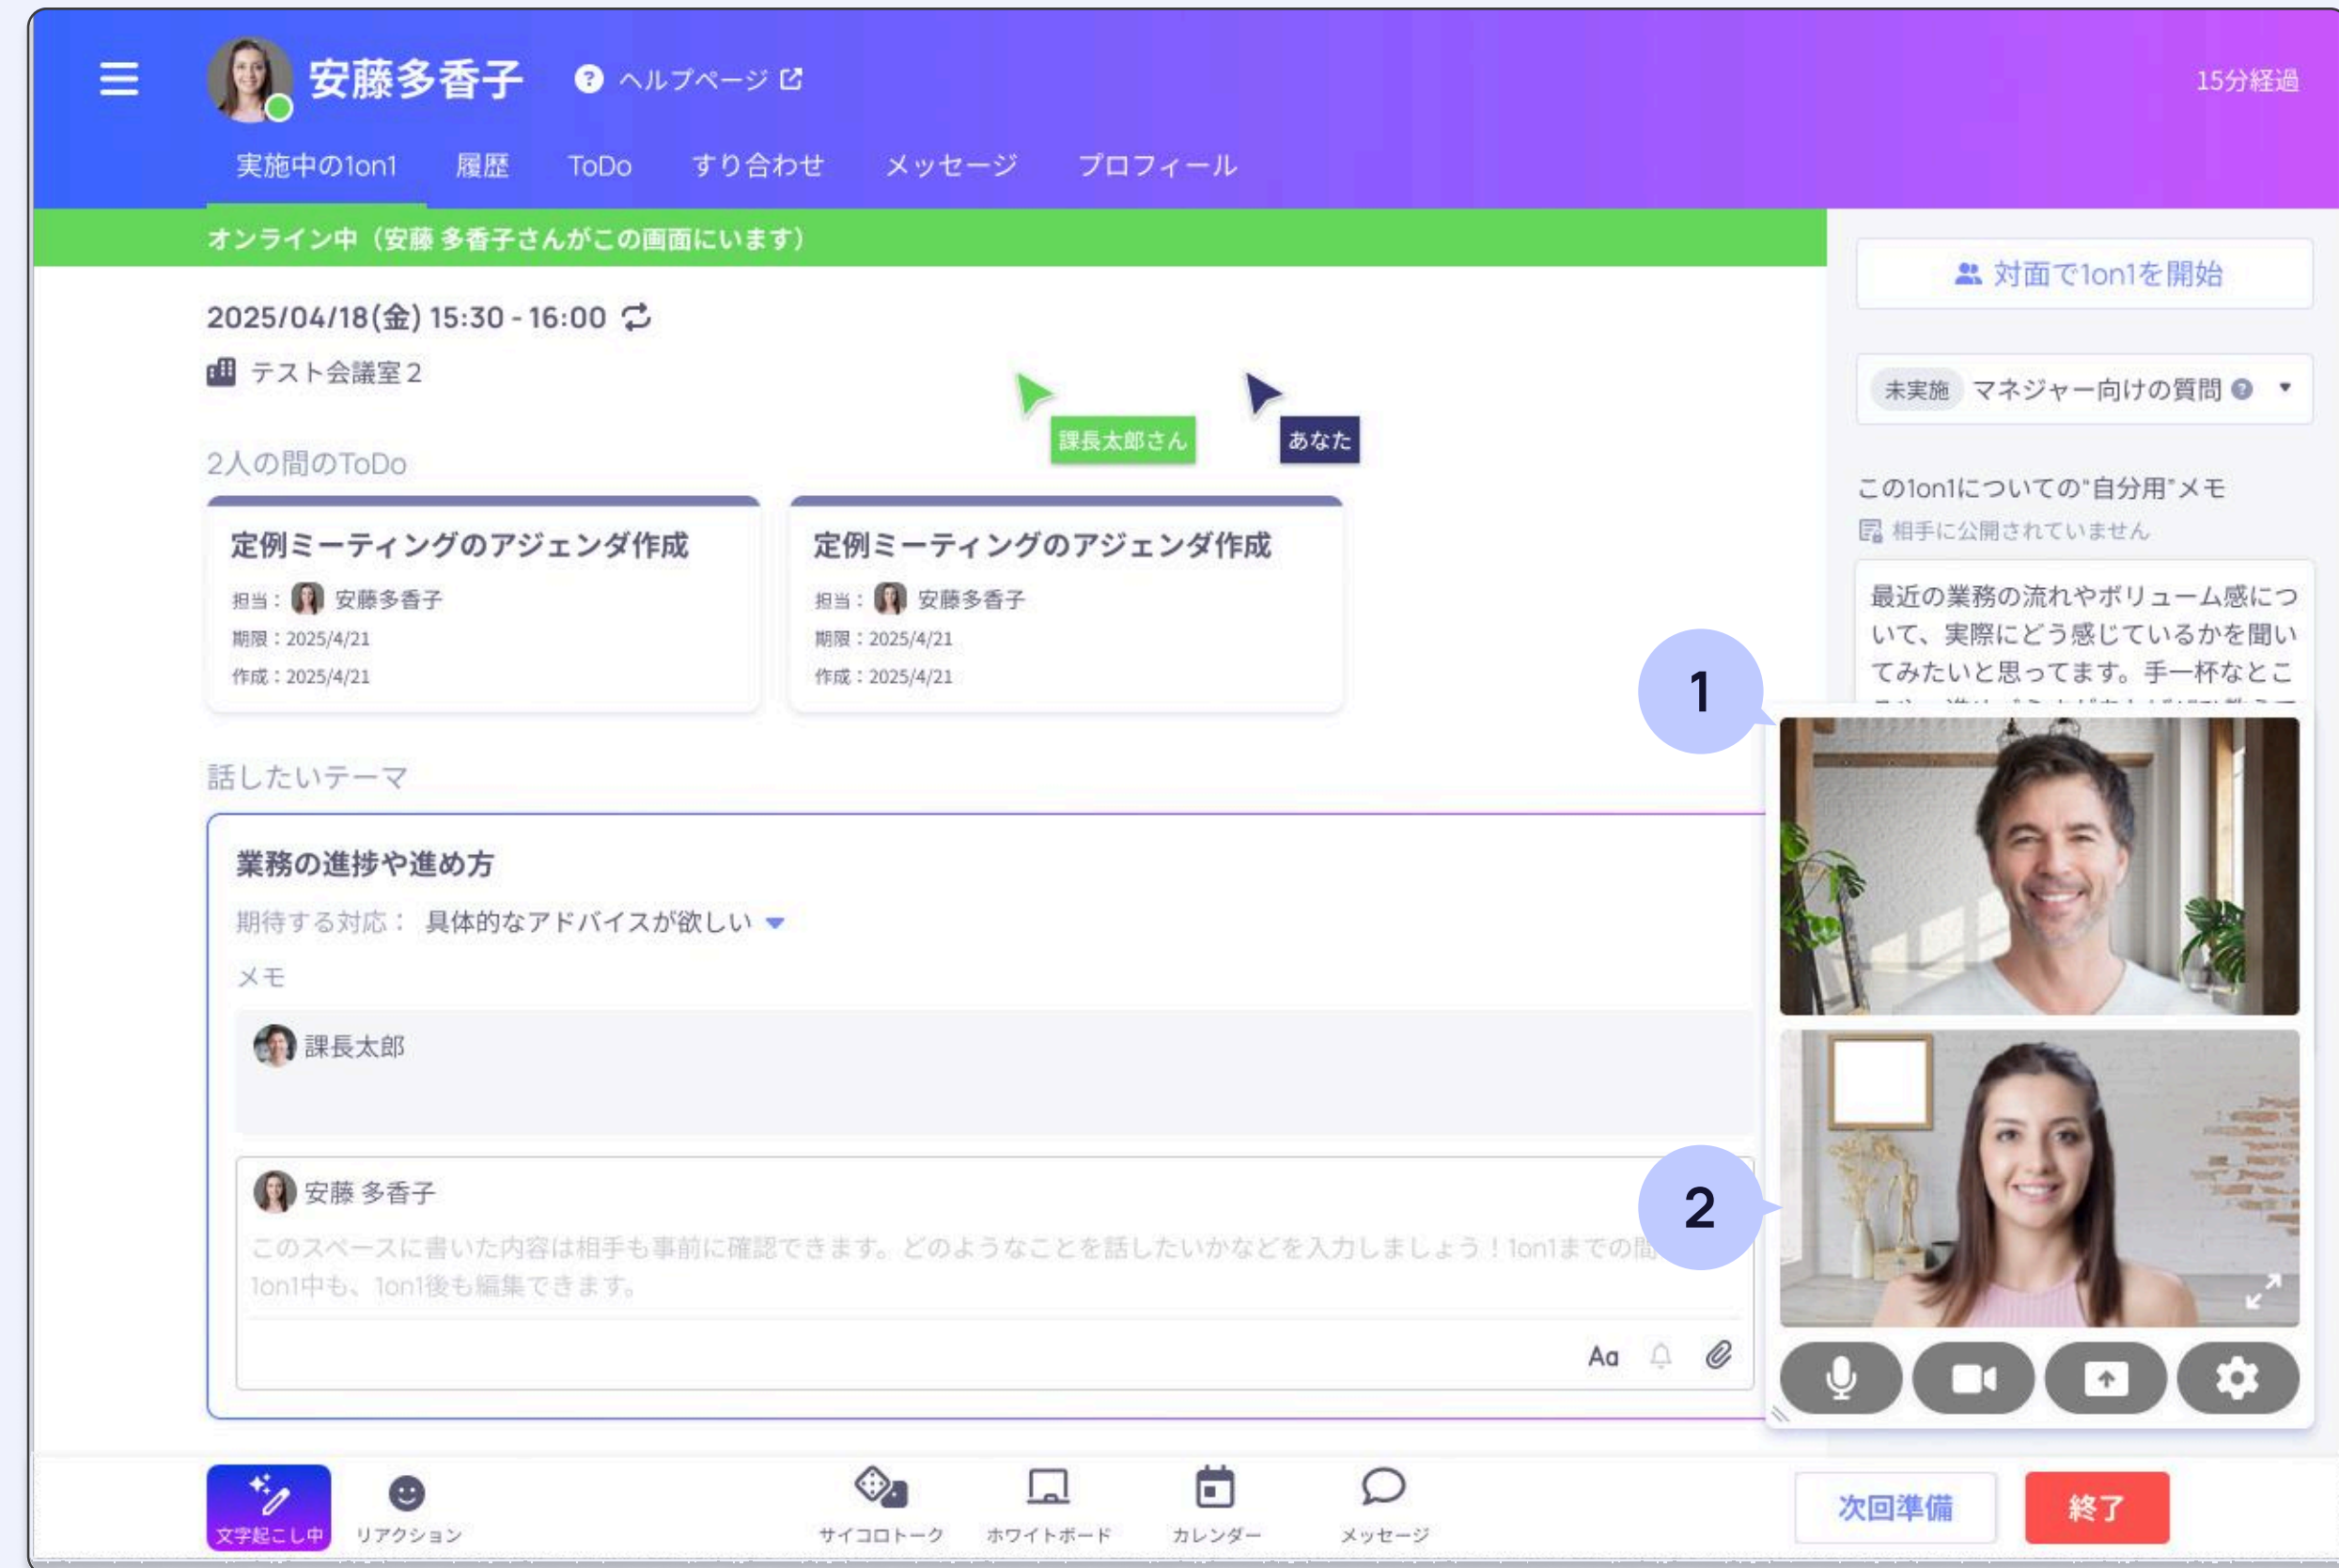 安藤多香子
? ヘルプページ
15分経過
実施中の1on1 履歴 ToDo すり合わせ メッセージ プロフィール
オンライン中（安藤 多香子さんがこの画面にいます）
2025/04/18(金) 15:30 - 16:00
テスト会議室２
課長太郎さん
あなた
2人の間のToDo
定例ミーティングのアジェンダ作成
担当： 安藤多香子
期限：2025/4/21
作成：2025/4/21
定例ミーティングのアジェンダ作成
担当： 安藤多香子
期限：2025/4/21
作成：2025/4/21
話したいテーマ
業務の進捗や進め方
期待する対応： 具体的なアドバイスが欲しい
メモ
課長太郎
安藤 多香子
このスペースに書いた内容は相手も事前に確認できます。どのようなことを話したいかなどを入力しましょう！1on1までの間
1on1中も、1on1後も編集できます。
Aa
対面で1on1を開始
未実施 マネジャー向けの質問 ?
この1on1についての“自分用”メモ
相手に公開されていません
最近の業務の流れやボリューム感につ
いて、実際にどう感じているかを聞い
てみたいと思ってます。手一杯なとこ
1
2
文字起こし中
リアクション
サイコロトーク
ホワイトボード
カレンダー
メッセージ
次回準備
終了